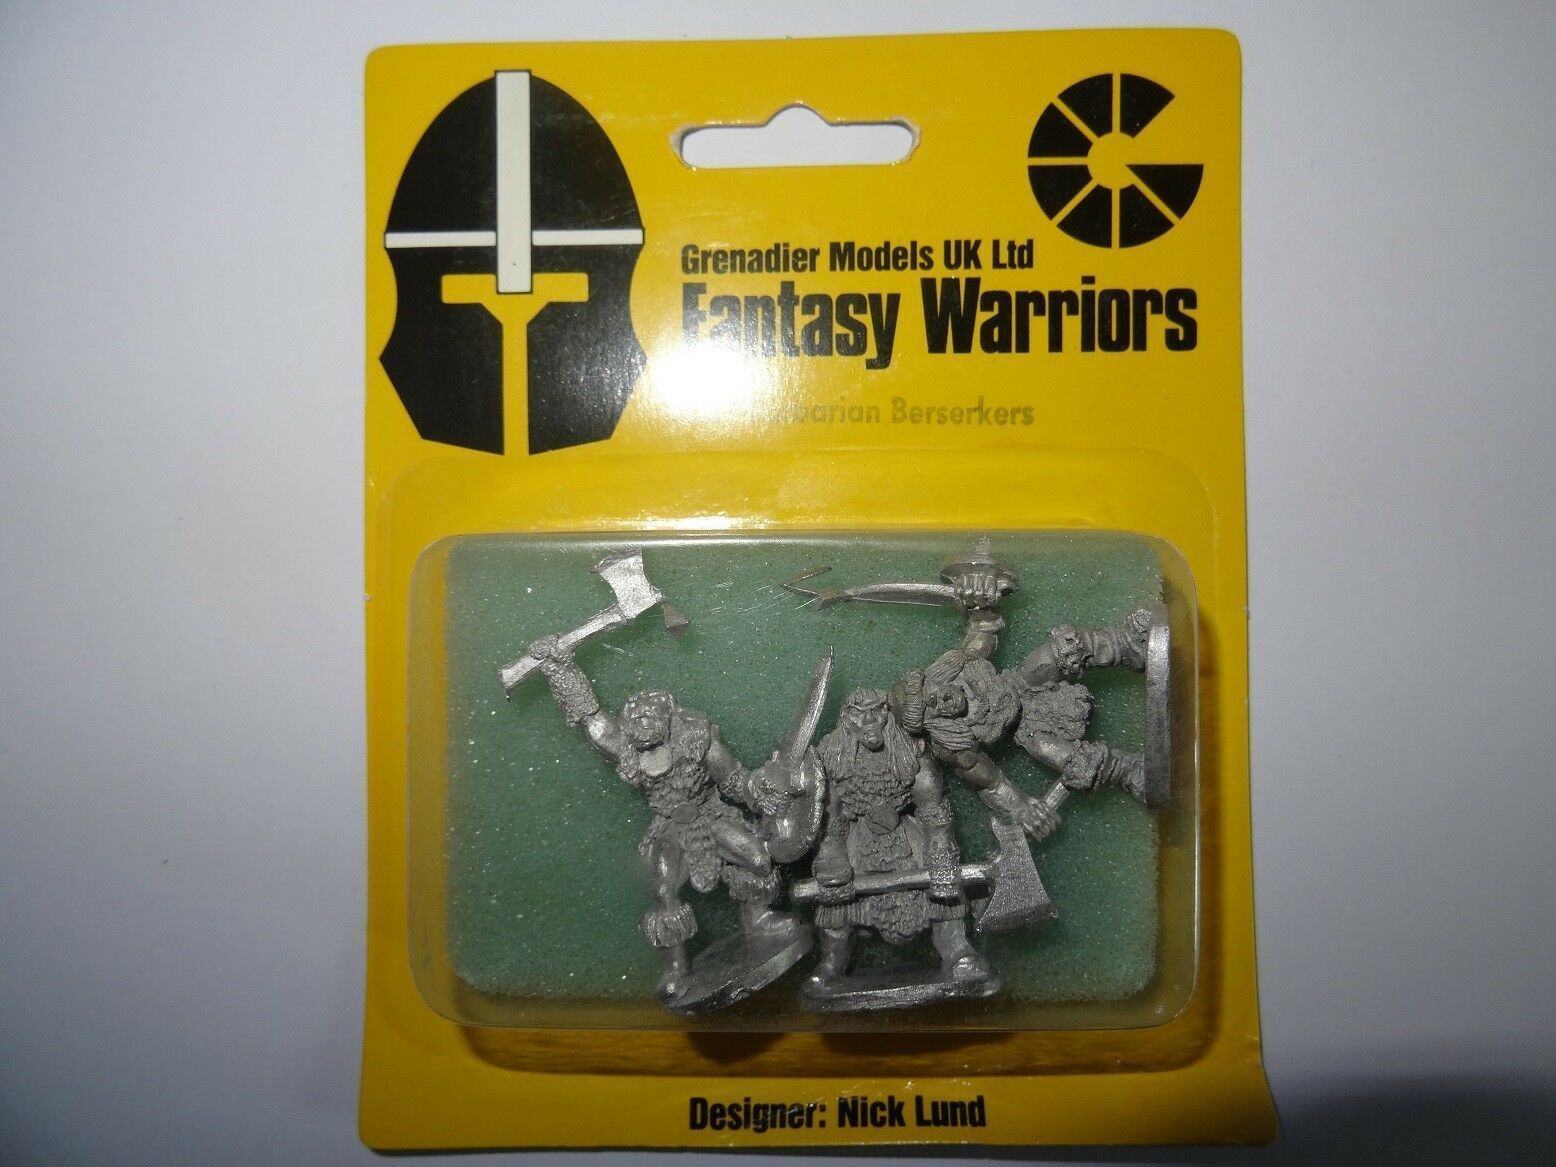 Grenadier Models UK Ltd
Fantasy Warriors
Barbarian Berserkers
Designer: Nick Lund